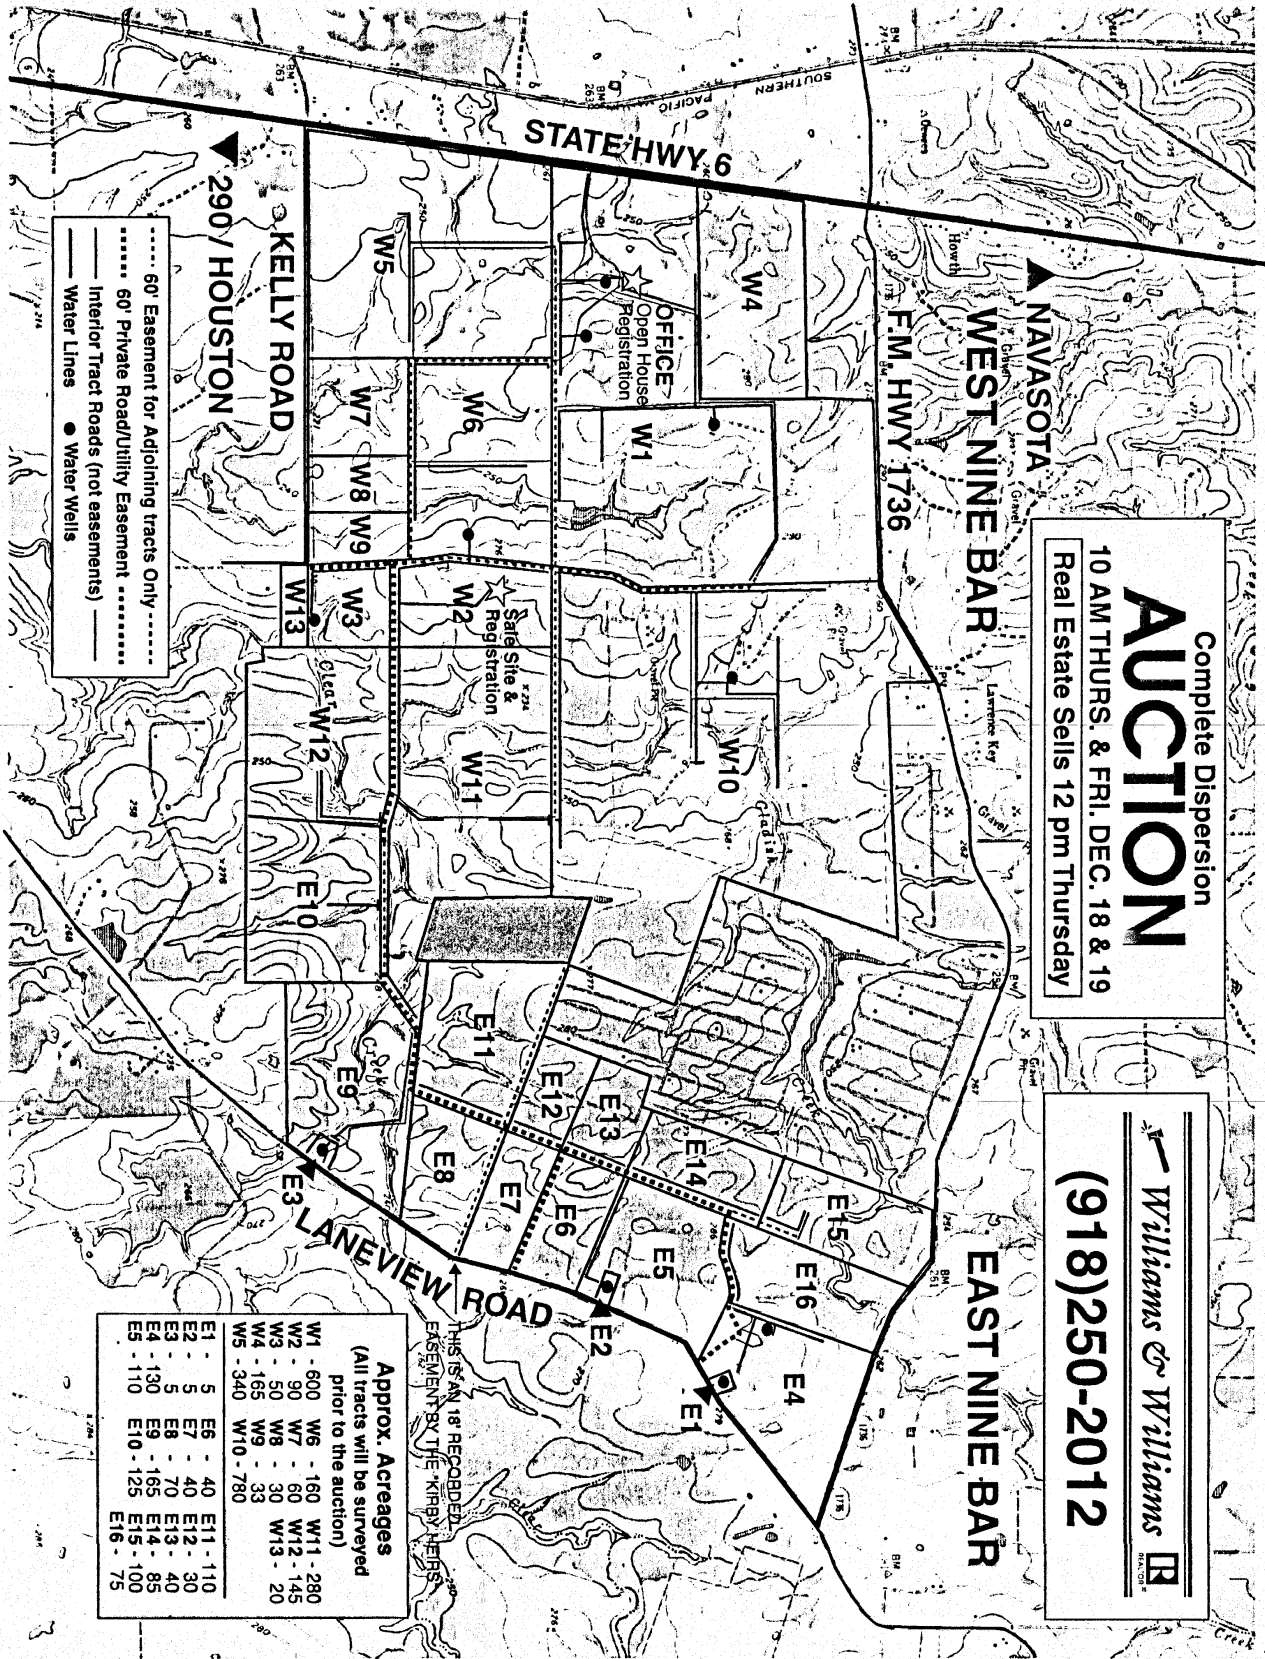 Complete Dispersion
AUCTION
10 AM THURS. & FRI. DEC. 18 & 19
Real Estate Sells 12 pm Thursday
Williams & Williams
R
REALTOR®
(918)250-2012
NAVASOTA
WEST NINE BAR
EAST NINE BAR
F.M. HWY 1736
STATE HWY 6
SOUTHERN PACIFIC
Howth
Lawrence Key
Gravel
Gravel
Gravel
Gladish
Creek
W4
OFFICE
Open House
Registration
W1
W10
W5
W6
W7
W8
W9
W2
Sale Site &
Registration
W3
W13
W11
W12
Clear
Creek
E10
E11
E12
E13
E14
E15
E16
E9
E8
E7
E6
E5
E4
E3
E2
E1
KELLY ROAD
290 / HOUSTON
LANEVIEW ROAD
THIS IS AN 18' RECORDED
EASEMENT BY THE "KIRBY HEIRS"
60' Easement for Adjoining tracts Only
60' Private Road/Utility Easement
Interior Tract Roads (not easements)
Water Lines ● Water Wells
Approx. Acreages
(All tracts will be surveyed
prior to the auction)
W1 - 600 W6 - 160 W11 - 280
W2 - 90 W7 - 60 W12 - 145
W3 - 50 W8 - 30 W13 - 20
W4 - 165 W9 - 33
W5 - 340 W10 - 780
E1 - 5 E6 - 40 E11 - 110
E2 - 5 E7 - 40 E12 - 30
E3 - 5 E8 - 70 E13 - 40
E4 - 130 E9 - 165 E14 - 85
E5 - 110 E10 - 125 E15 - 100
E16 - 75